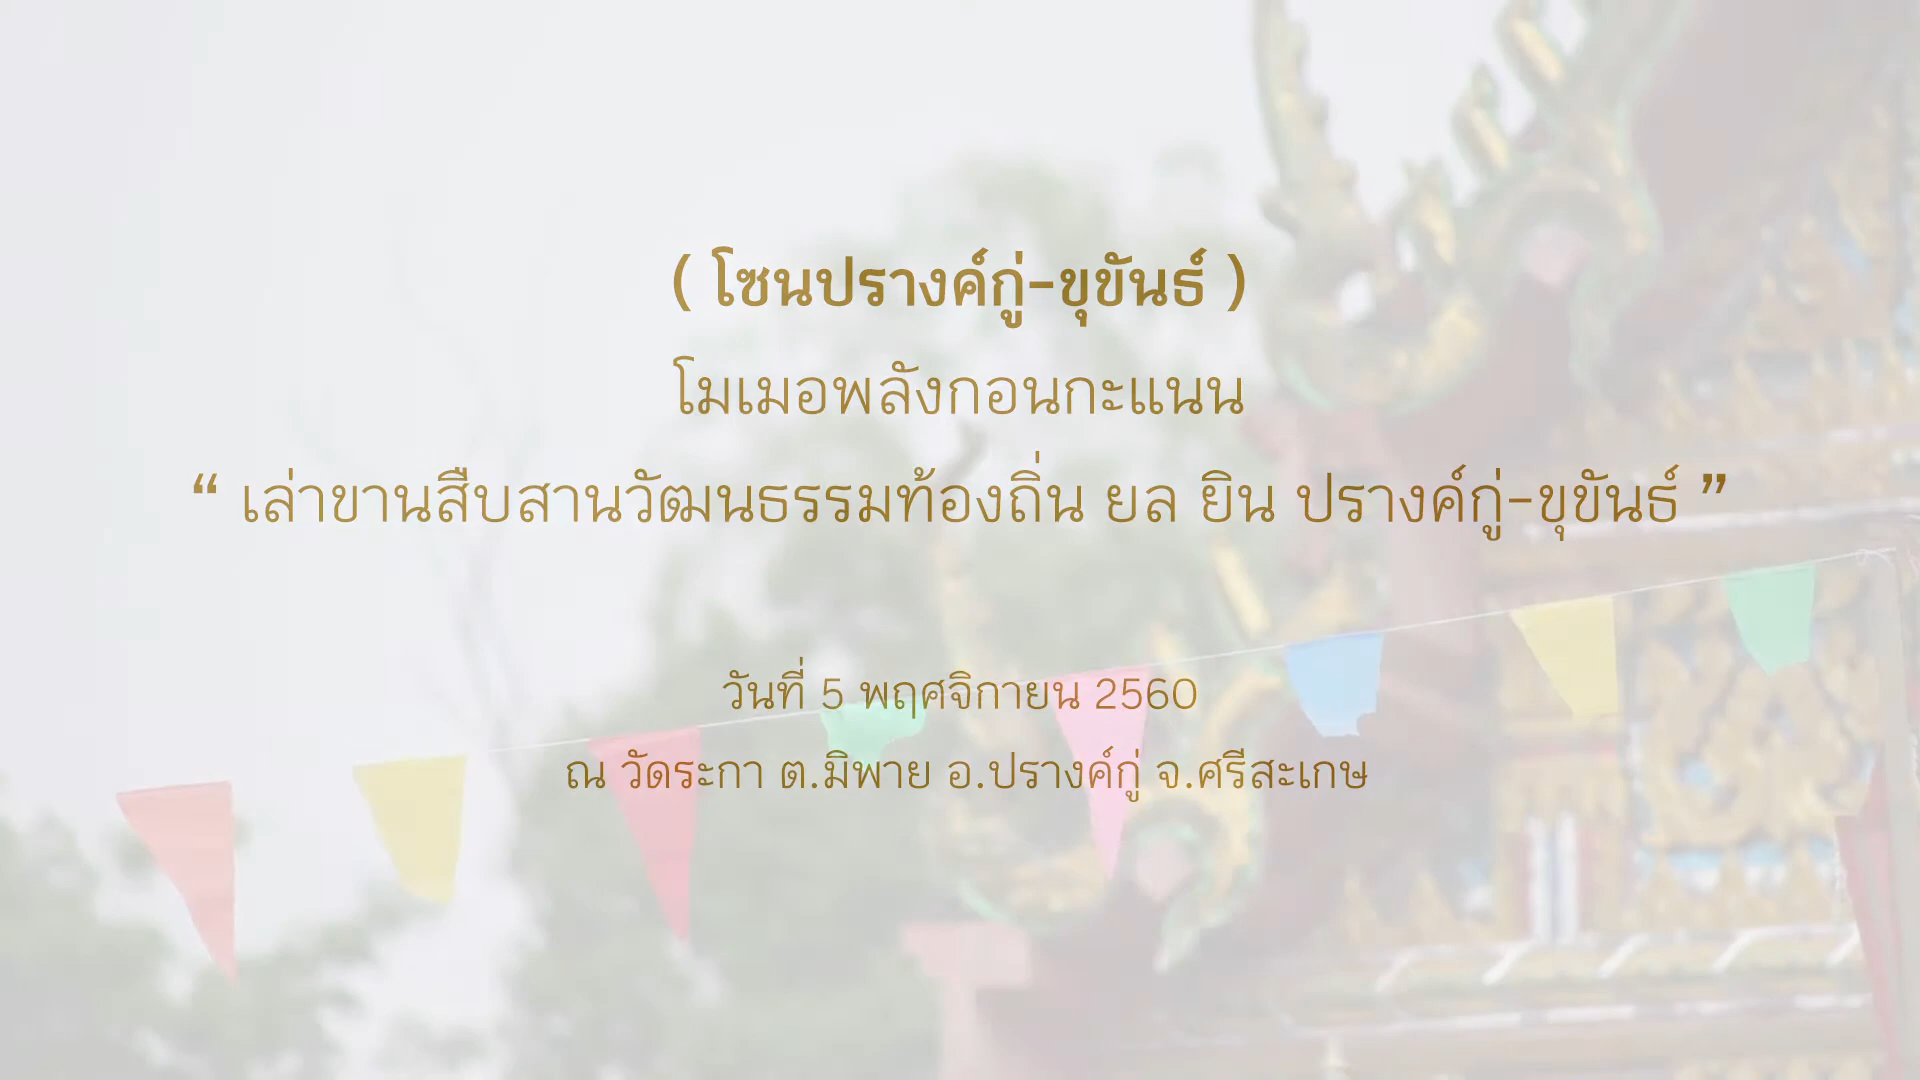 ( โซนปรางค์กู่-ขุขันธ์ )
โมเมอพลังกอนกะแนน
“ เล่าขานสืบสานวัฒนธรรมท้องถิ่น ยล ยิน ปรางค์กู่-ขุขันธ์ ”
วันที่ 5 พฤศจิกายน 2560
ณ วัดระกา ต.มิพาย อ.ปรางค์กู่ จ.ศรีสะเกษ